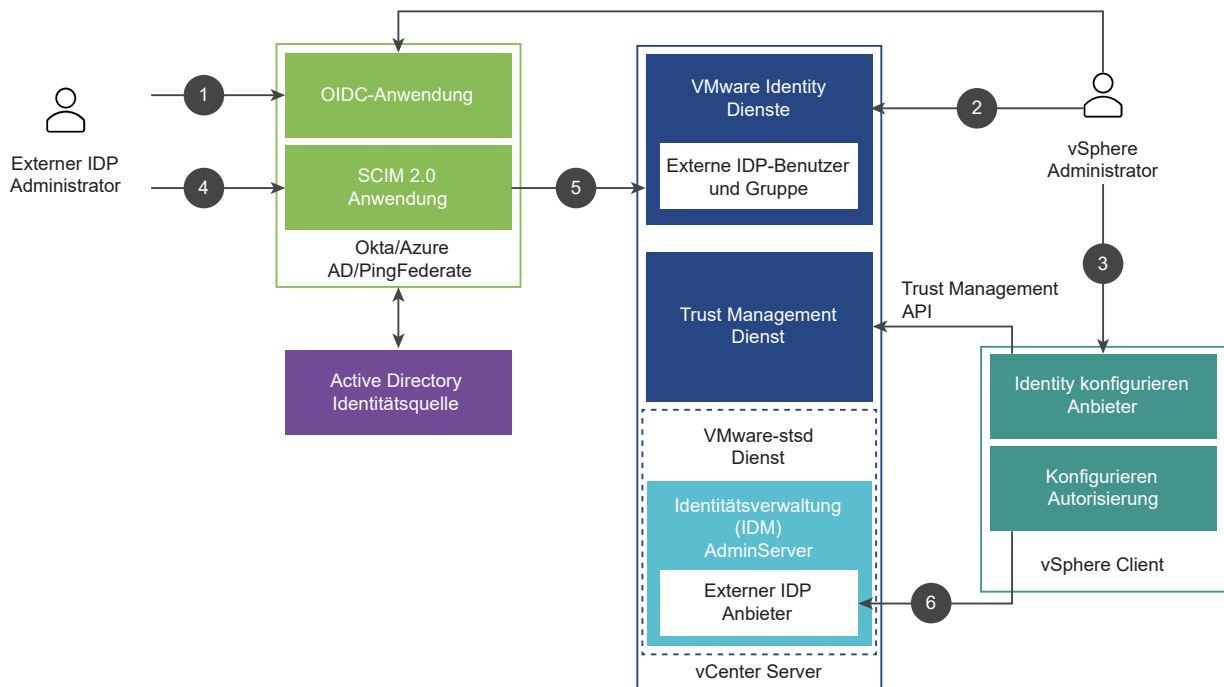 1
OIDC-Anwendung
Externer IDP
Administrator
4
SCIM 2.0
Anwendung
Okta/Azure
AD/PingFederate
Active Directory
Identitätsquelle
5
VMware Identity
Dienste
Externe IDP-Benutzer
und Gruppe
Trust Management
Dienst
VMware-stsd
Dienst
Identitätsverwaltung
(IDM)
AdminServer
Externer IDP
Anbieter
vCenter Server
2
vSphere
Administrator
3
Trust Management
API
Identity konfigurieren
Anbieter
Konfigurieren
Autorisierung
vSphere Client
6